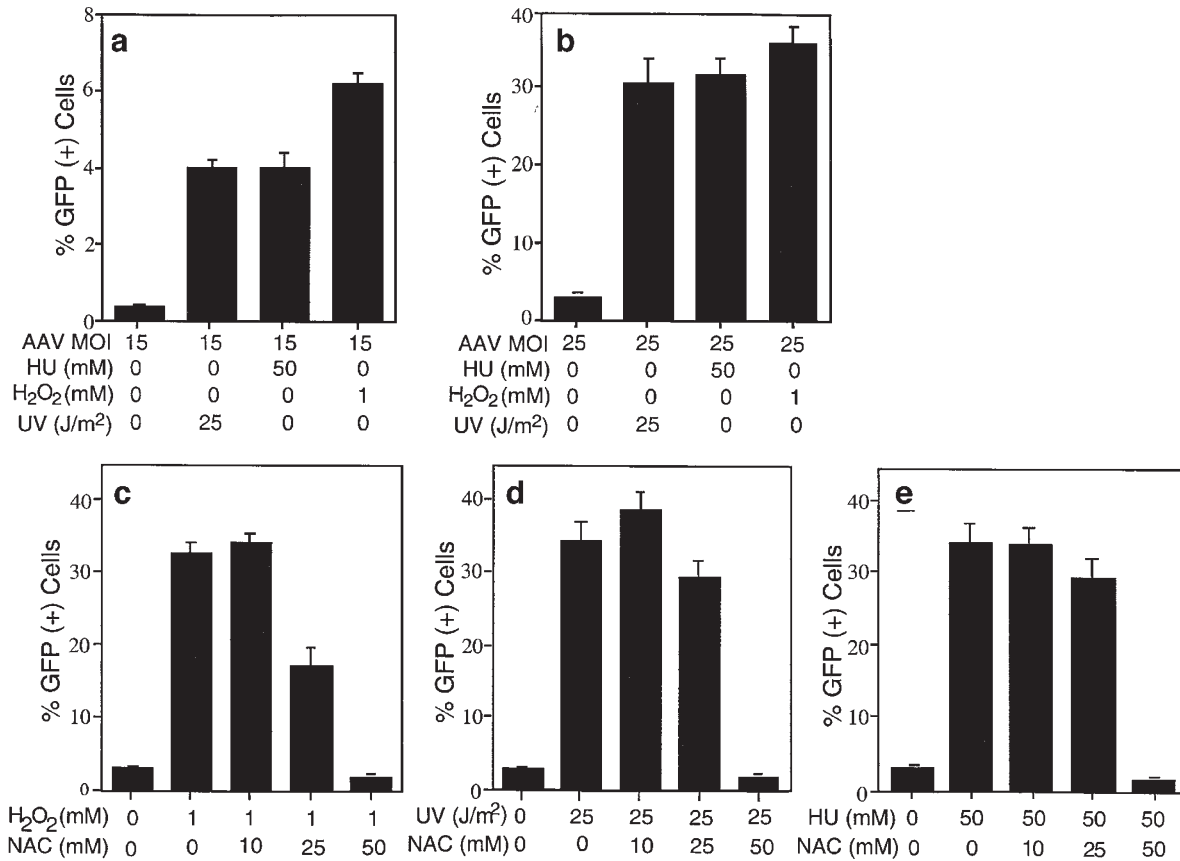 a
% GFP (+) Cells
8
6
4
2
0
AAV MOI 15 15 15 15
HU (mM) 0 0 50 0
H₂O₂(mM) 0 0 0 1
UV (J/m²) 0 25 0 0
b
% GFP (+) Cells
40
30
20
10
0
AAV MOI 25 25 25 25
HU (mM) 0 0 50 0
H₂O₂(mM) 0 0 0 1
UV (J/m²) 0 25 0 0
c
% GFP (+) Cells
40
30
20
10
0
H₂O₂(mM) 0 1 1 1 1
NAC (mM) 0 0 10 25 50
d
% GFP (+) Cells
40
30
20
10
0
UV (J/m²) 0 25 25 25 25
NAC (mM) 0 0 10 25 50
e
% GFP (+) Cells
40
30
20
10
0
HU (mM) 0 50 50 50 50
NAC (mM) 0 0 10 25 50